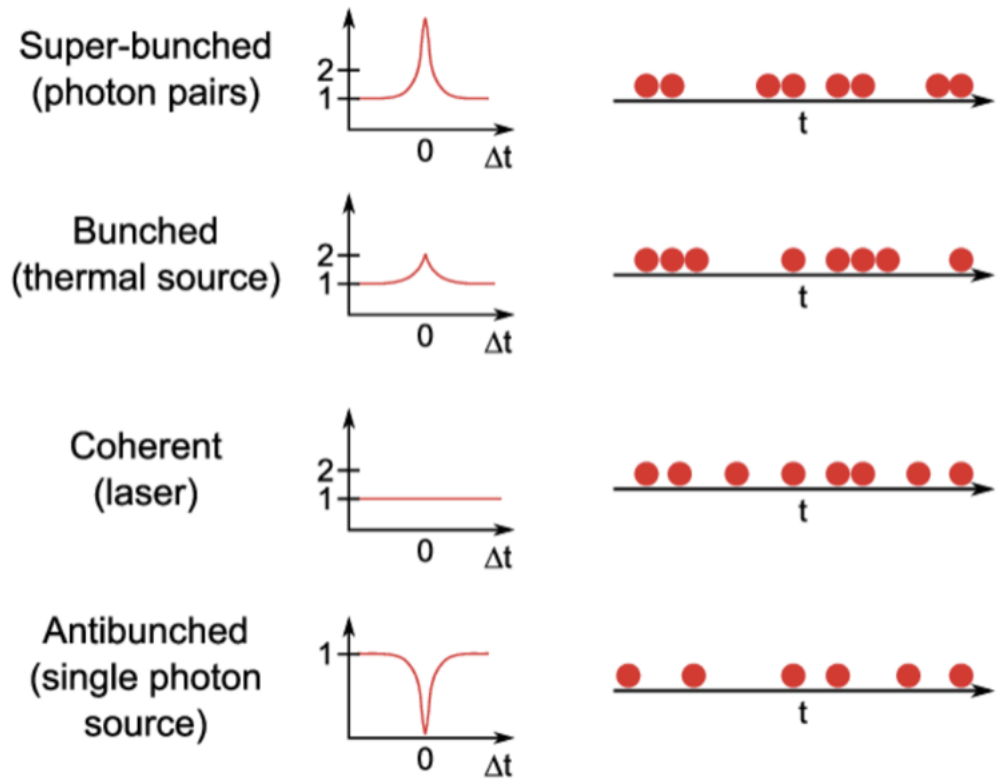 Super-bunched
(photon pairs)
2
1
0
Δt
t
Bunched
(thermal source)
2
1
0
Δt
t
Coherent
(laser)
2
1
0
Δt
t
Antibunched
(single photon
source)
1
0
Δt
t